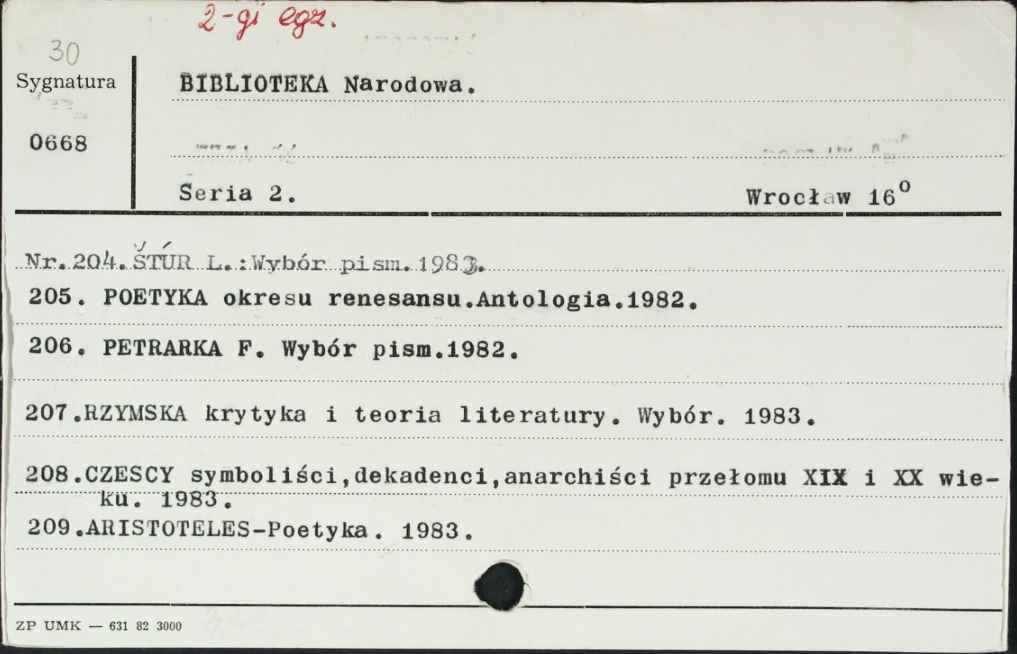 2-gi egz.
30
Sygnatura
BIBLIOTEKA Narodowa.
0668
Seria 2. Wrocław 16⁰
Nr.204.ŠTÚR L.:Wybór pism.1983.
205. POETYKA okresu renesansu.Antologia.1982.
206. PETRARKA F. Wybór pism.1982.
207.RZYMSKA krytyka i teoria literatury. Wybór. 1983.
208.CZESCY symboliści,dekadenci,anarchiści przełomu XIX i XX wie-
ku. 1983.
209.ARISTOTELES-Poetyka. 1983.
ZP UMK — 631 82 3000